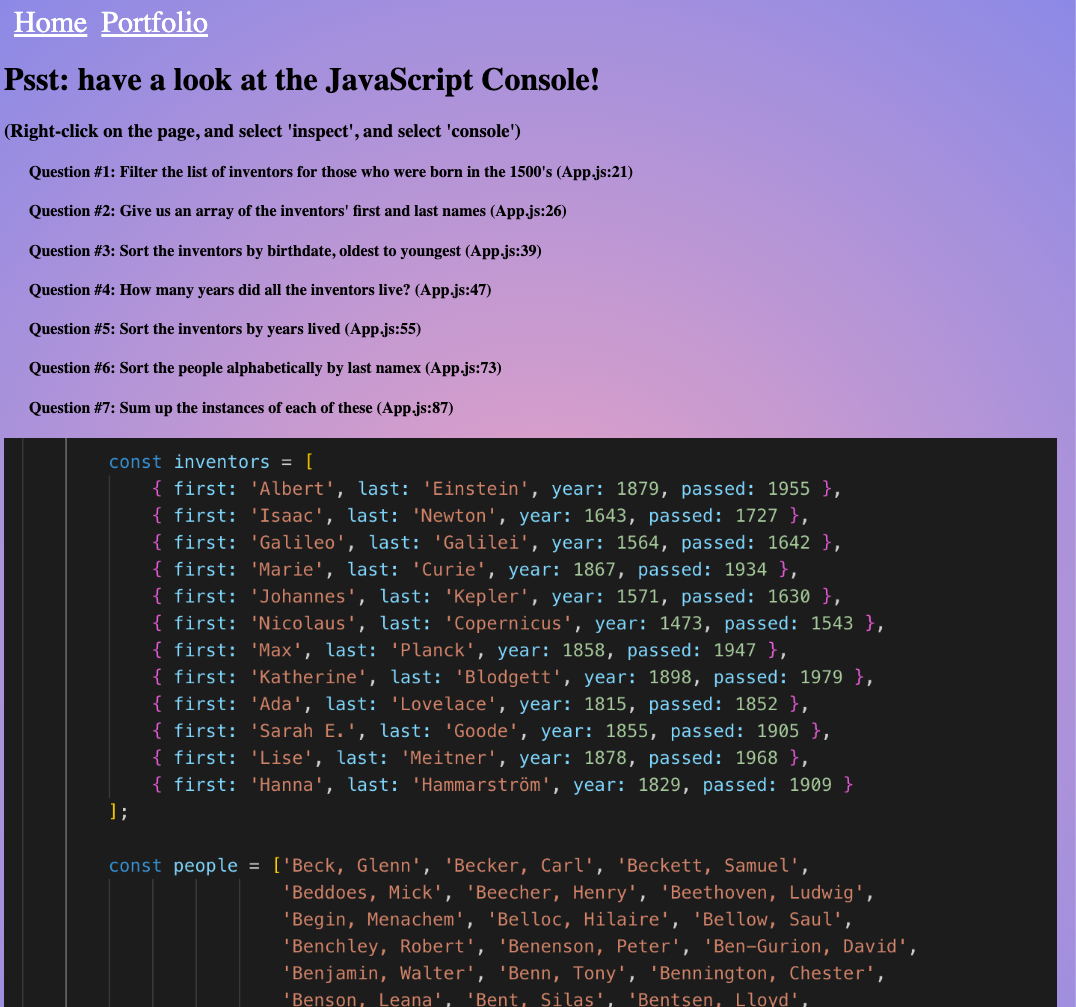 Home Portfolio
Psst: have a look at the JavaScript Console!
(Right-click on the page, and select 'inspect', and select 'console')
Question #1: Filter the list of inventors for those who were born in the 1500's (App.js:21)
Question #2: Give us an array of the inventors' first and last names (App.js:26)
Question #3: Sort the inventors by birthdate, oldest to youngest (App.js:39)
Question #4: How many years did all the inventors live? (App.js:47)
Question #5: Sort the inventors by years lived (App.js:55)
Question #6: Sort the people alphabetically by last namex (App.js:73)
Question #7: Sum up the instances of each of these (App.js:87)
const inventors = [
{ first: 'Albert', last: 'Einstein', year: 1879, passed: 1955 },
{ first: 'Isaac', last: 'Newton', year: 1643, passed: 1727 },
{ first: 'Galileo', last: 'Galilei', year: 1564, passed: 1642 },
{ first: 'Marie', last: 'Curie', year: 1867, passed: 1934 },
{ first: 'Johannes', last: 'Kepler', year: 1571, passed: 1630 },
{ first: 'Nicolaus', last: 'Copernicus', year: 1473, passed: 1543 },
{ first: 'Max', last: 'Planck', year: 1858, passed: 1947 },
{ first: 'Katherine', last: 'Blodgett', year: 1898, passed: 1979 },
{ first: 'Ada', last: 'Lovelace', year: 1815, passed: 1852 },
{ first: 'Sarah E.', last: 'Goode', year: 1855, passed: 1905 },
{ first: 'Lise', last: 'Meitner', year: 1878, passed: 1968 },
{ first: 'Hanna', last: 'Hammarström', year: 1829, passed: 1909 }
];
const people = ['Beck, Glenn', 'Becker, Carl', 'Beckett, Samuel',
'Beddoes, Mick', 'Beecher, Henry', 'Beethoven, Ludwig',
'Begin, Menachem', 'Belloc, Hilaire', 'Bellow, Saul',
'Benchley, Robert', 'Benenson, Peter', 'Ben-Gurion, David',
'Benjamin, Walter', 'Benn, Tony', 'Bennington, Chester',
'Benson, Leana', 'Bent, Silas', 'Bentsen, Lloyd',